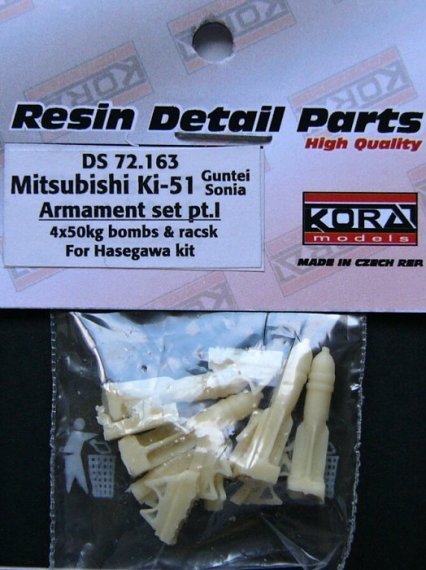 Resin Detail Parts
High Quality
DS 72.163
Mitsubishi Ki-51 Guntei Sonia
Armament set pt.I
4x50kg bombs & racsk
For Hasegawa kit
KORA
models
MADE IN CZECH REP.